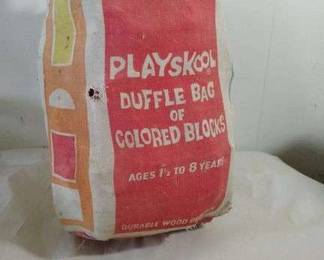 PLAYSKOOL
DUFFLE BAG
OF
COLORED BLOCKS
AGES 1½ TO 8 YEARS
DURABLE WOOD